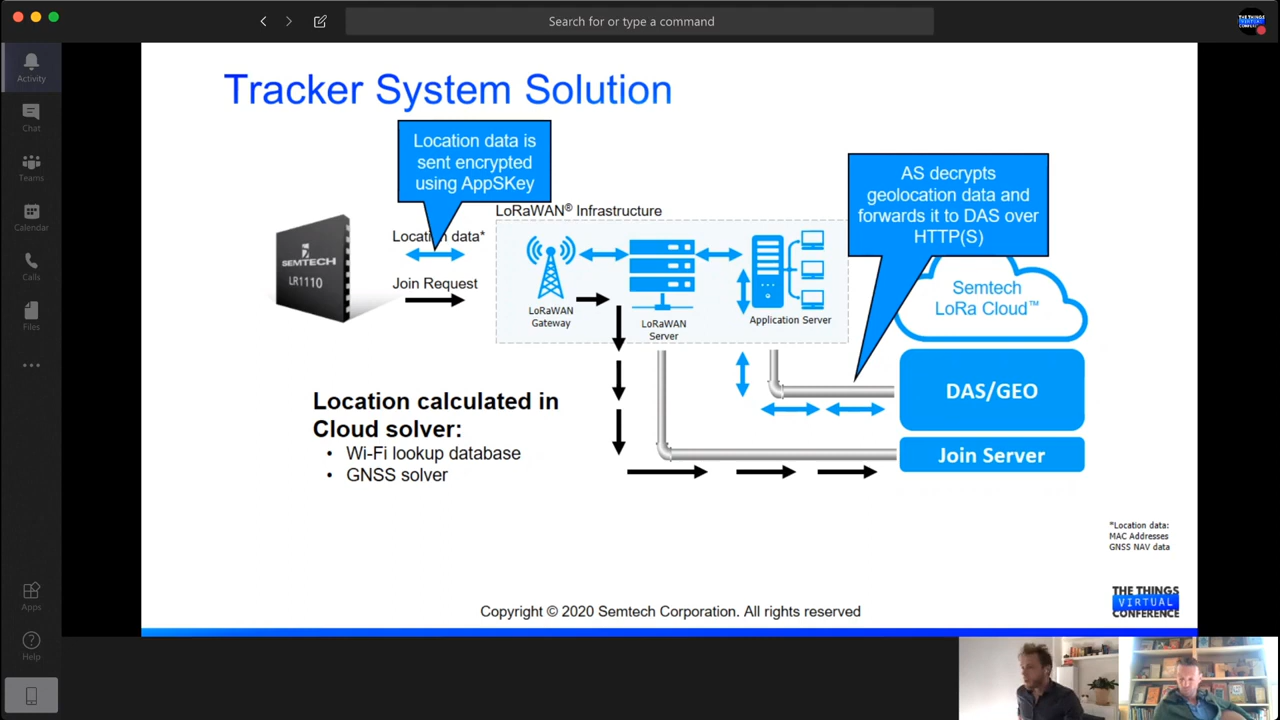 Search for or type a command
THE THINGS
VIRTUAL
CONFERENCE
Activity
Chat
Teams
Calendar
Calls
Files
Apps
Help
Tracker System Solution
Location data is
sent encrypted
using AppSKey
AS decrypts
geolocation data and
forwards it to DAS over
HTTP(S)
LoRaWAN® Infrastructure
SEMTECH
LR1110
Location data*
Join Request
LoRaWAN
Gateway
LoRaWAN
Server
Application Server
Semtech
LoRa Cloud™
DAS/GEO
Join Server
Location calculated in
Cloud solver:
• Wi-Fi lookup database
• GNSS solver
*Location data:
MAC Addresses
GNSS NAV data
THE THINGS
VIRTUAL
CONFERENCE
Copyright © 2020 Semtech Corporation. All rights reserved